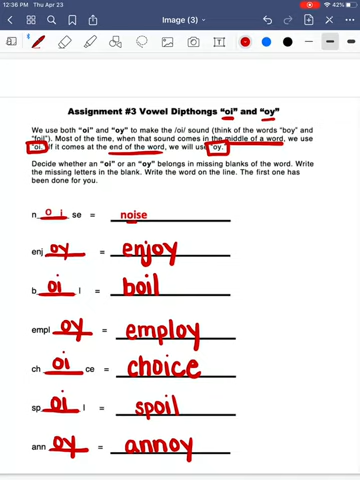 12:36 PM Thu Apr 23
Image (3)
Assignment #3 Vowel Dipthongs “oi” and “oy”
We use both “oi” and “oy” to make the /oi/ sound (think of the words “boy” and
“foil”). Most of the time, when that sound comes in the middle of a word, we use
“oi. If it comes at the end of the word, we will use “oy.”
Decide whether an “oi” or an “oy” belongs in missing blanks of the word. Write
the missing letters in the blank. Write the word on the line. The first one has
been done for you.
n__o i__se = noise
enj oy = enjoy
b oi l = boil
empl oy = employ
ch oi ce = choice
sp oi l = spoil
ann oy = annoy